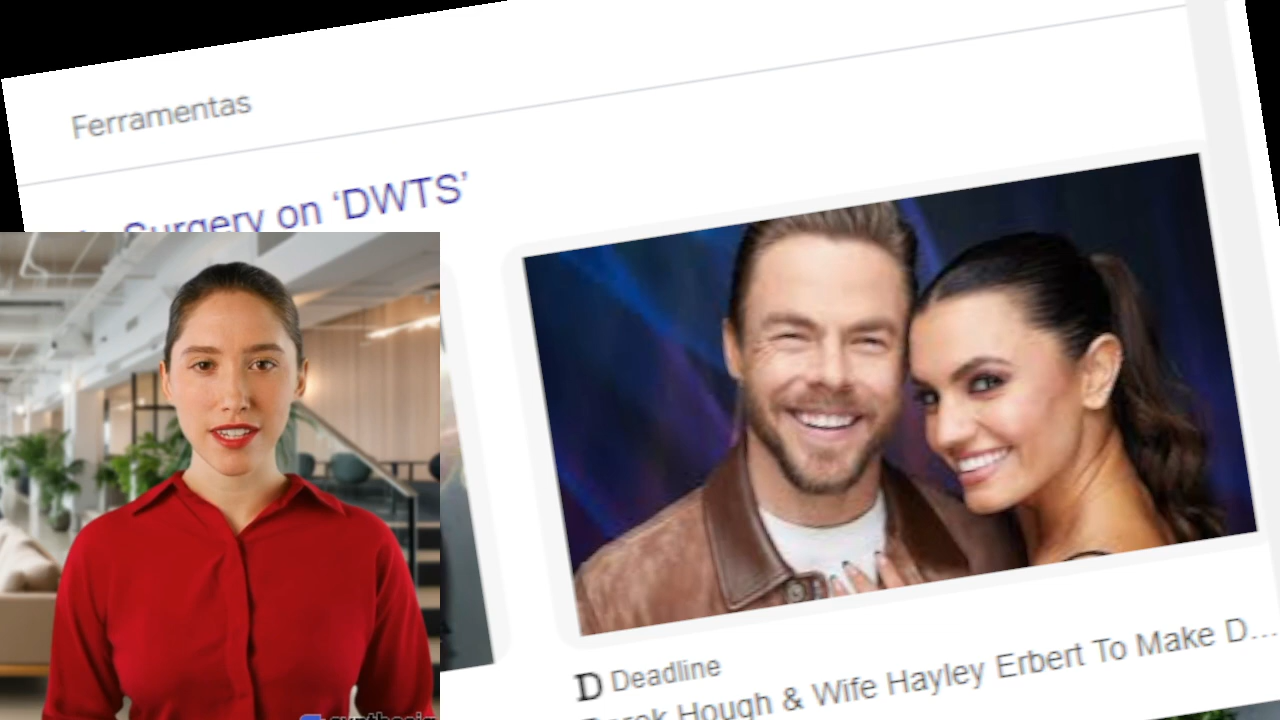 Ferramentas
Surgery on ‘DWTS’
D Deadline
Hough & Wife Hayley Erbert To Make D...